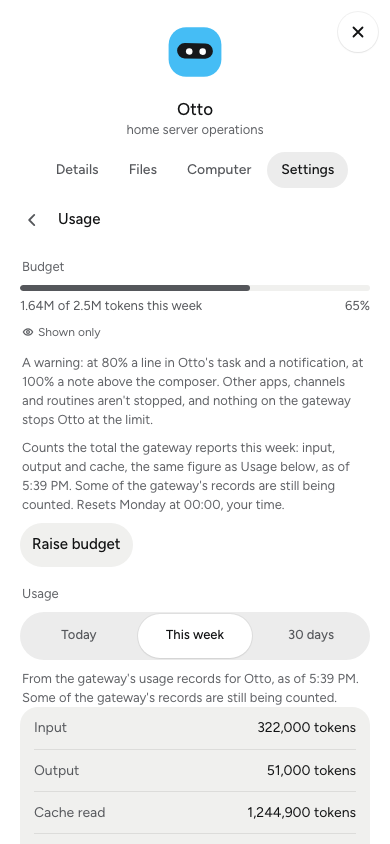 Otto
home server operations
Details Files Computer Settings
Usage
Budget
1.64M of 2.5M tokens this week 65%
Shown only
A warning: at 80% a line in Otto's task and a notification, at
100% a note above the composer. Other apps, channels
and routines aren't stopped, and nothing on the gateway
stops Otto at the limit.
Counts the total the gateway reports this week: input,
output and cache, the same figure as Usage below, as of
5:39 PM. Some of the gateway's records are still being
counted. Resets Monday at 00:00, your time.
Raise budget
Usage
Today This week 30 days
From the gateway's usage records for Otto, as of 5:39 PM.
Some of the gateway's records are still being counted.
Input 322,000 tokens
Output 51,000 tokens
Cache read 1,244,900 tokens